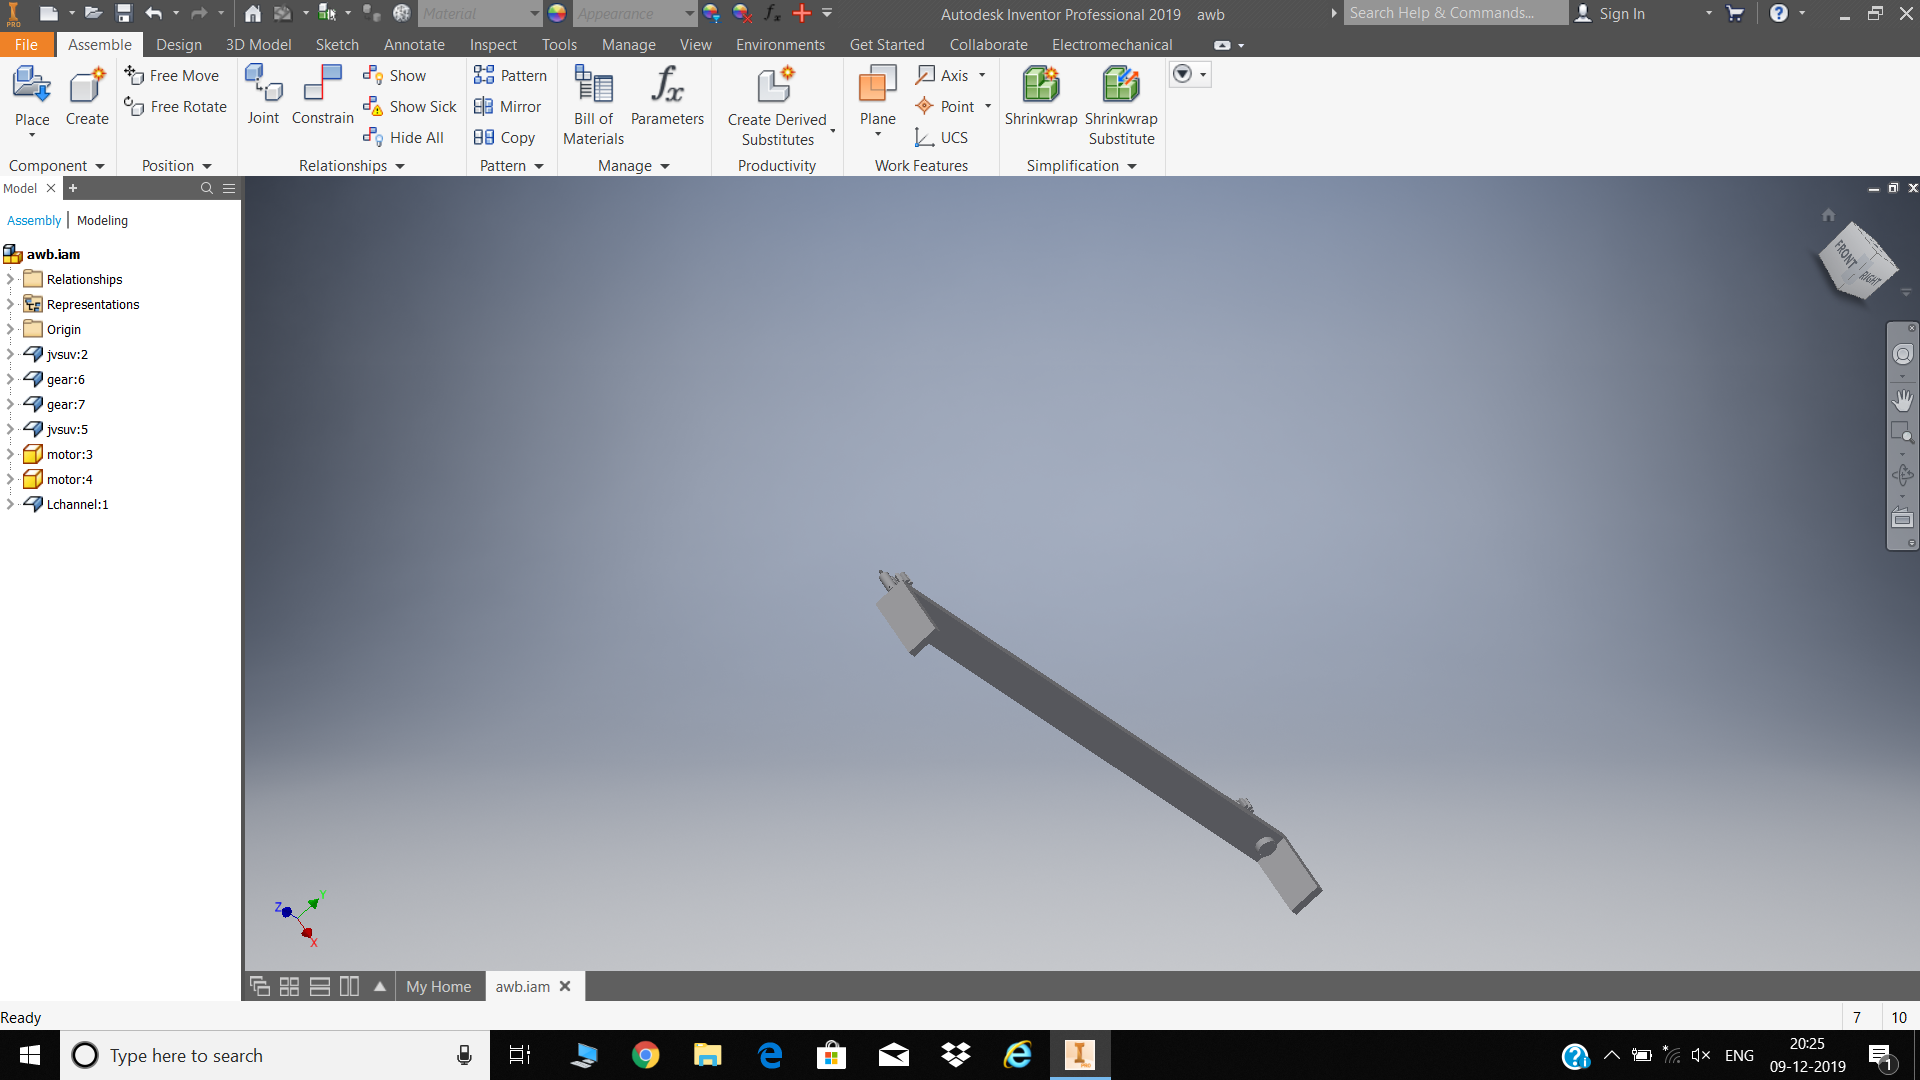 PRO
Material
Appearance
Autodesk Inventor Professional 2019 awb
Search Help & Commands...
Sign In
File Assemble Design 3D Model Sketch Annotate Inspect Tools Manage View Environments Get Started Collaborate Electromechanical
Place
Create
Component
Free Move
Free Rotate
Position
Joint
Constrain
Show
Show Sick
Hide All
Relationships
Pattern
Mirror
Copy
Pattern
Bill of
Materials
Parameters
Manage
Create Derived
Substitutes
Productivity
Plane
Axis
Point
UCS
Work Features
Shrinkwrap
Shrinkwrap
Substitute
Simplification
Model
Assembly | Modeling
awb.iam
Relationships
Representations
Origin
jvsuv:2
gear:6
gear:7
jvsuv:5
motor:3
motor:4
Lchannel:1
FRONT
RIGHT
Z
Y
X
My Home
awb.iam
Ready
7 10
Type here to search
ENG
20:25
09-12-2019
1